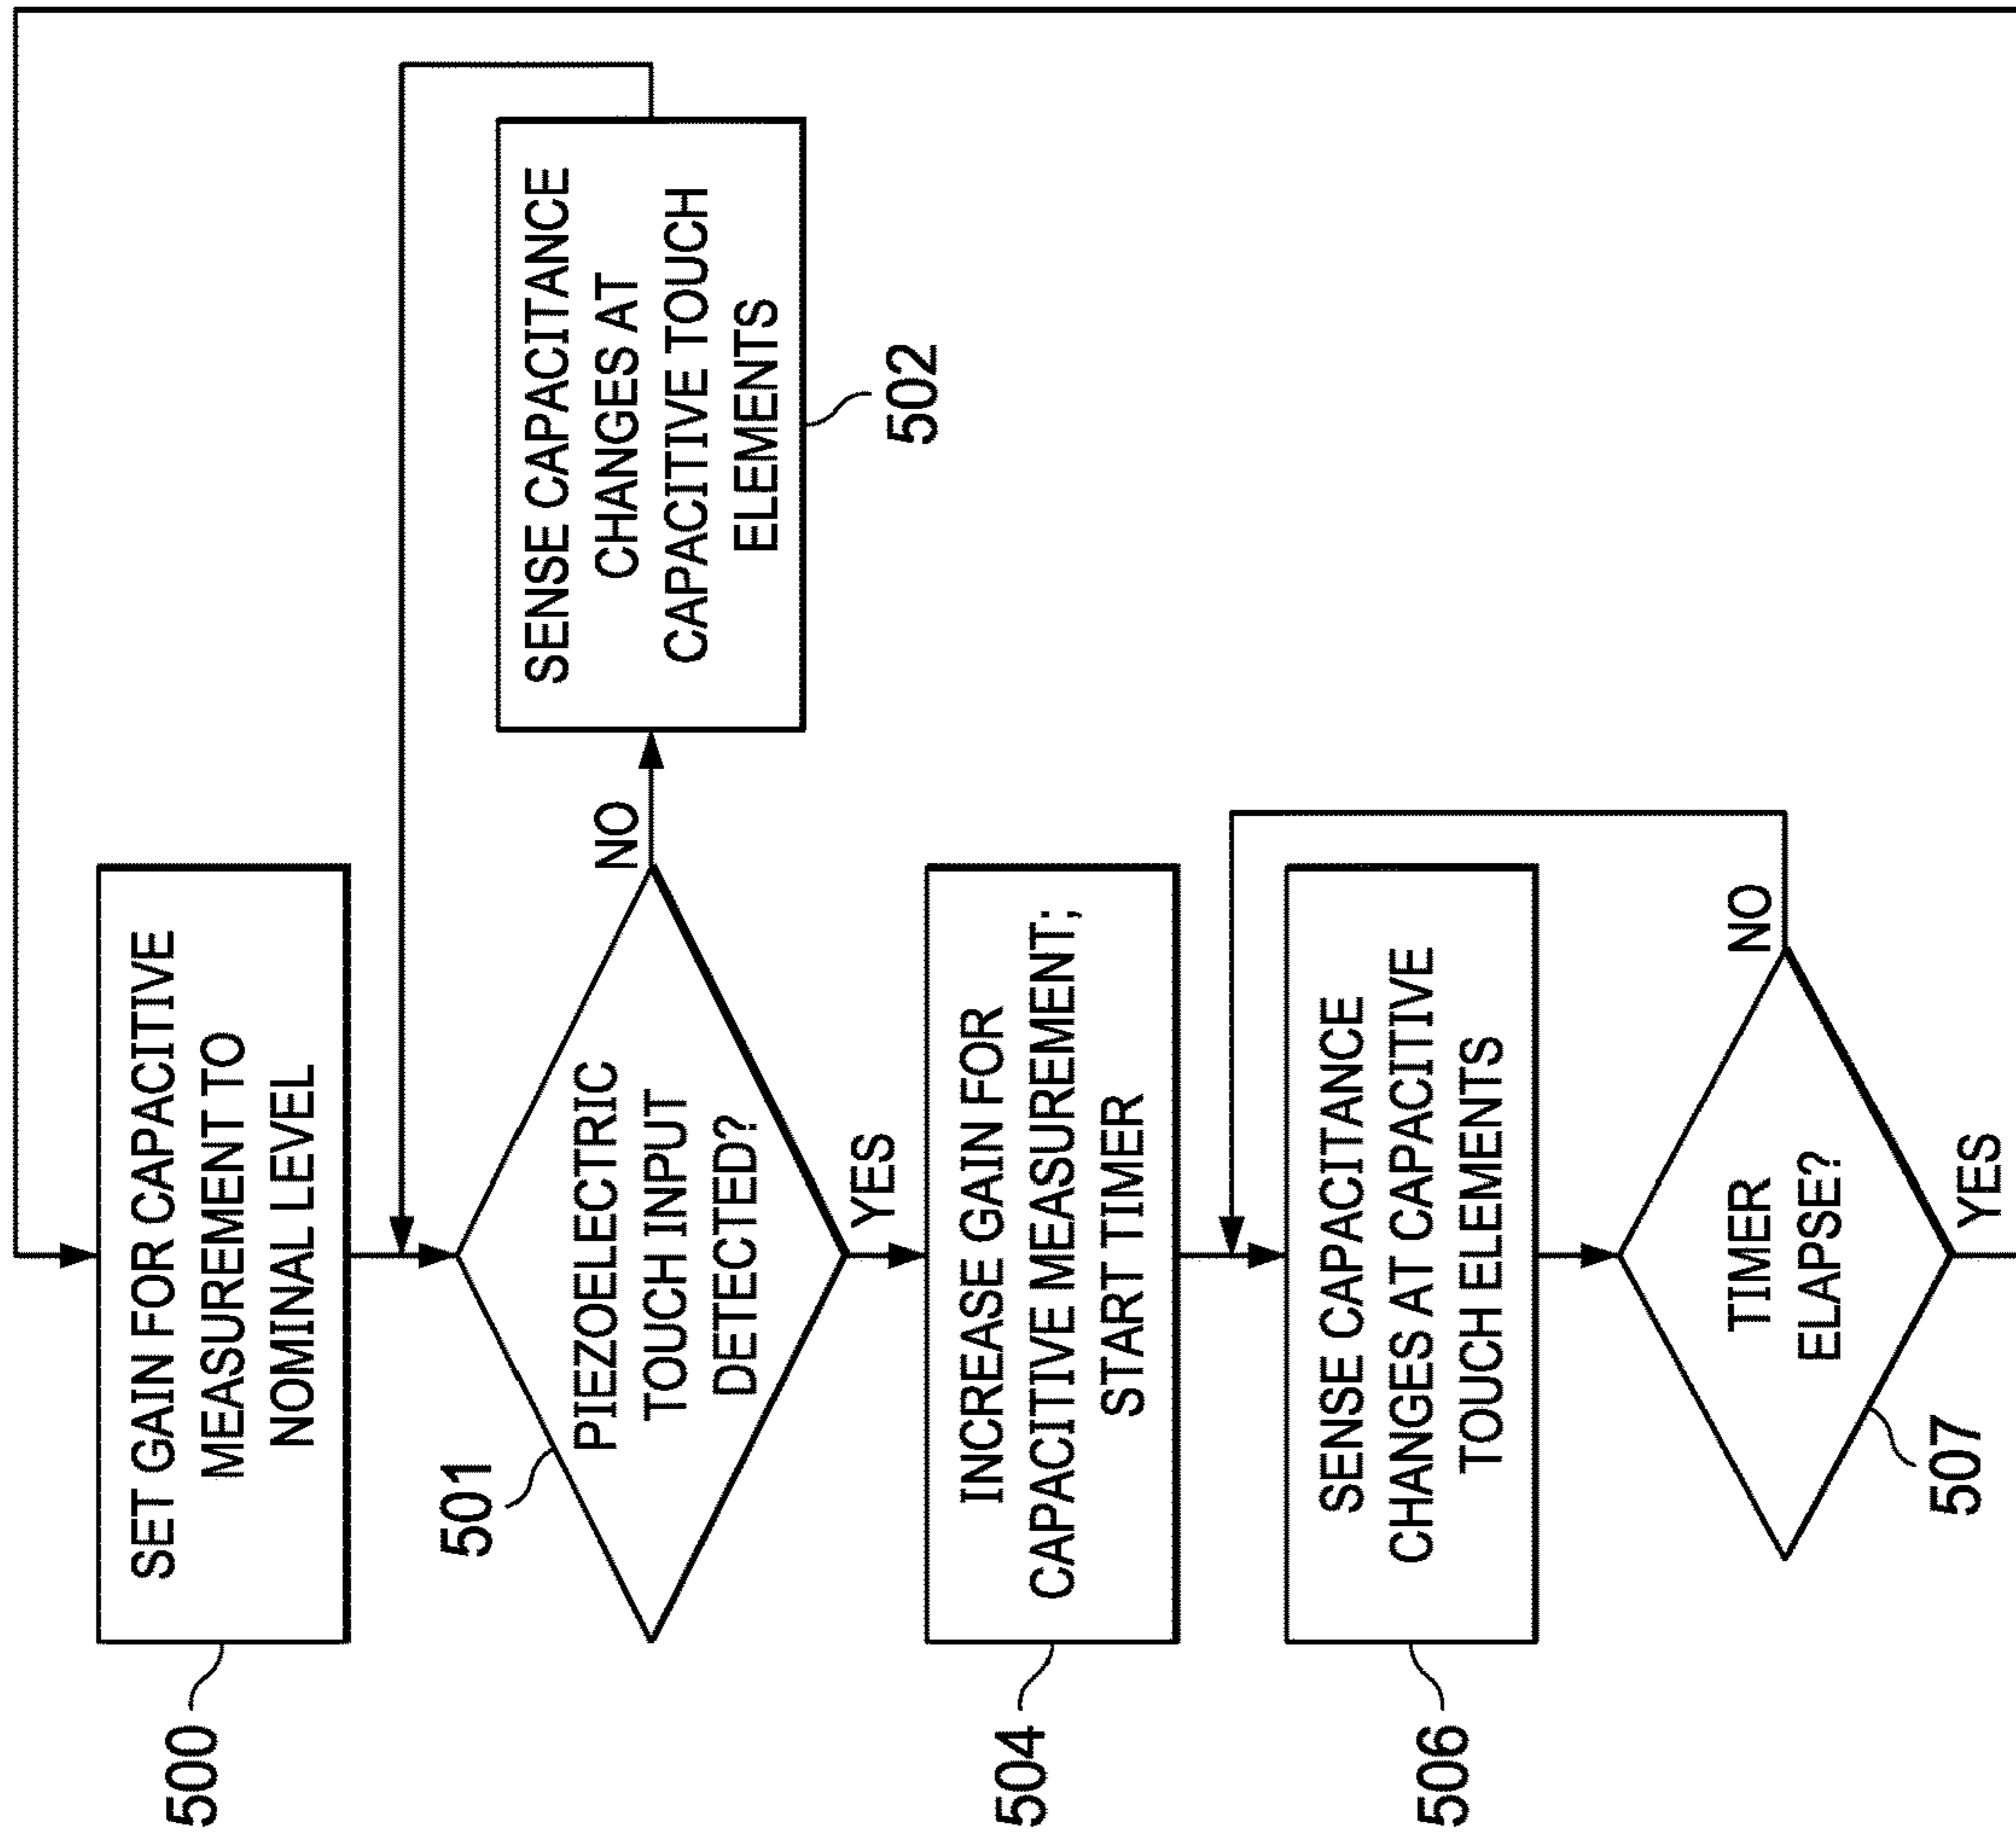 500
SET GAIN FOR CAPACITIVE
MEASUREMENT TO
NOMINAL LEVEL
501
PIEZOELECTRIC
TOUCH INPUT
DETECTED?
NO
SENSE CAPACITANCE
CHANGES AT
CAPACITIVE TOUCH
ELEMENTS
502
YES
504
INCREASE GAIN FOR
CAPACITIVE MEASUREMENT;
START TIMER
506
SENSE CAPACITANCE
CHANGES AT CAPACITIVE
TOUCH ELEMENTS
507
TIMER
ELAPSE?
NO
YES